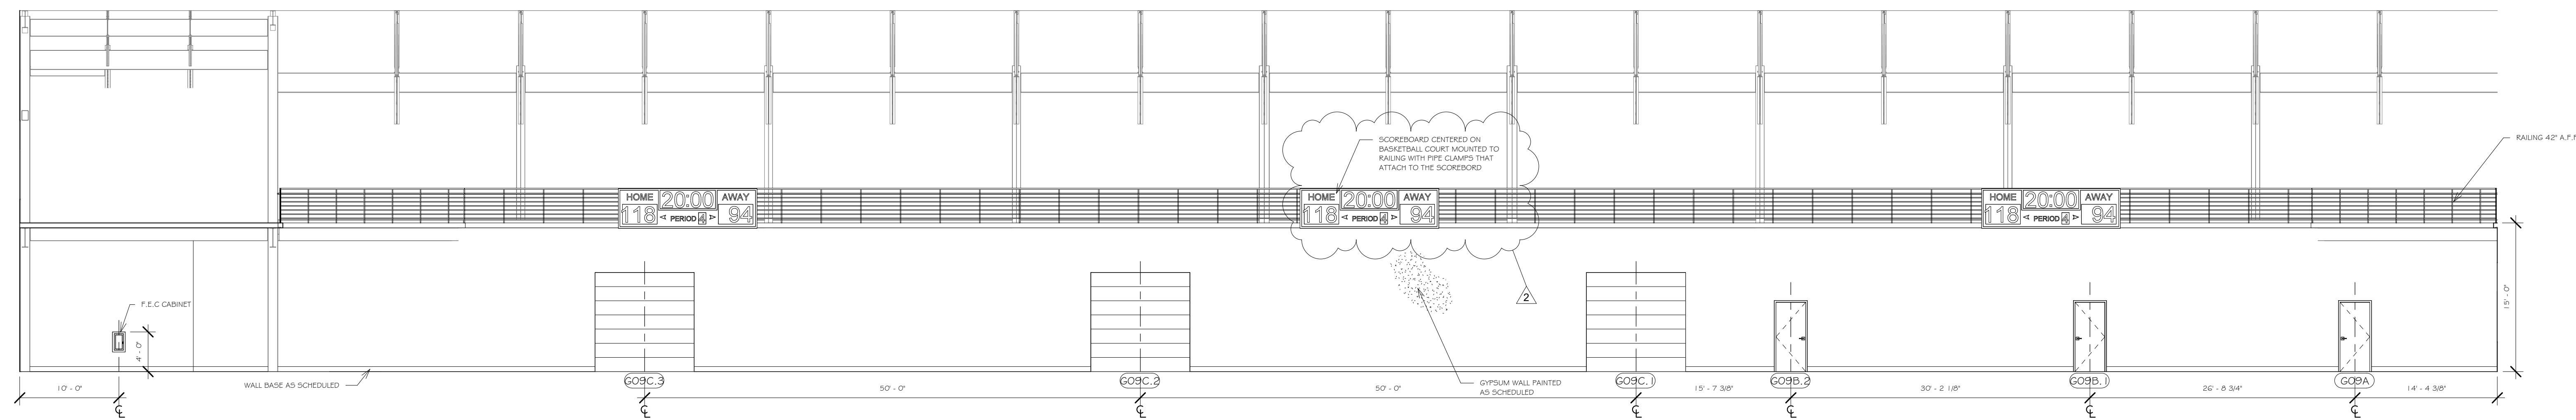 SCOREBOARD CENTERED ON
BASKETBALL COURT MOUNTED TO
RAILING WITH PIPE CLAMPS THAT
ATTACH TO THE SCOREBORD
RAILING 42" A.F.F
HOME 20:00 AWAY
118 PERIOD 4 94
HOME 20:00 AWAY
118 PERIOD 4 94
HOME 20:00 AWAY
118 PERIOD 4 94
F.E.C CABINET
4' - 0"
2
15' - 0"
WALL BASE AS SCHEDULED
GYPSUM WALL PAINTED
AS SCHEDULED
G09C.3
G09C.2
G09C.1
G09B.2
G09B.1
G09A
10' - 0"
50' - 0"
50' - 0"
15' - 7 3/8"
30' - 2 1/8"
26' - 8 3/4"
14' - 4 3/8"